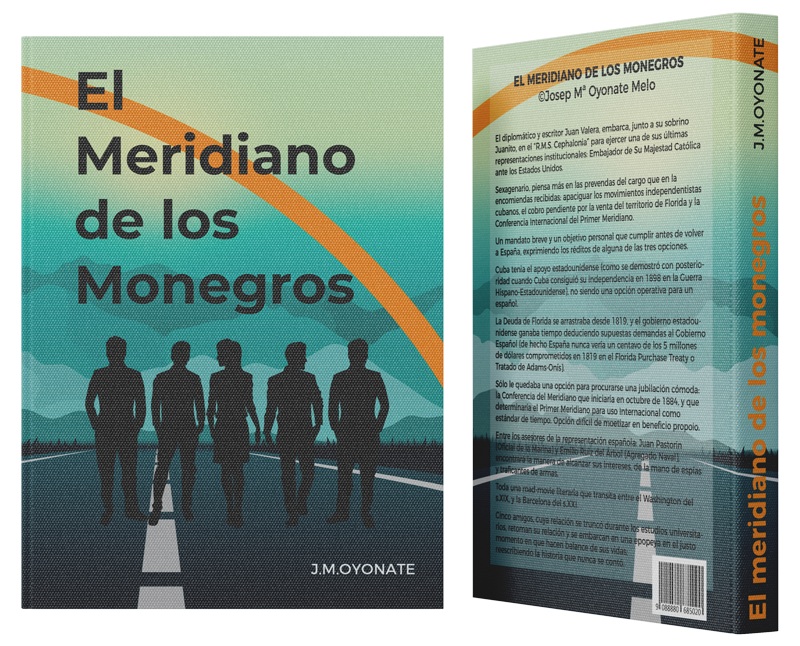 El
Meridiano
de los
Monegros
J.M.OYONATE
EL MERIDIANO DE LOS MONEGROS
©Josep Mª Oyonate Melo
El diplomático y escritor Juan Valera, embarca, junto a su sobrino
Juanito, en el "R.M.S. Cephalonia" para ejercer una de sus últimas
representaciones institucionales: Embajador de Su Majestad Católica
ante los Estados Unidos.
Sexagenario, piensa más en las prevendas del cargo que en la
encomiendas recibidas: apaciguar los movimientos independentistas
cubanos, el cobro pendiente por la venta del territorio de Florida y la
Conferencia Internacional del Primer Meridiano.
Un mandato breve y un objetivo personal que cumplir antes de volver
a España, exprimiendo los réditos de alguna de las tres opciones.
Cuba tenía el apoyo estadounidense (como se demostró con posterio-
ridad cuando Cuba consiguió su independencia en 1898 en la Guerra
Hispano-Estadounidense), no siendo una opción operativa para un
español.
La Deuda de Florida se arrastraba desde 1819, y el gobierno estadou-
nidense ganaba tiempo deduciendo supuestas demandas al Gobierno
Español (de hecho España nunca vería un centavo de los 5 millones
de dólares comprometidos en 1819 en el Florida Purchase Treaty o
Tratado de Adams-Onís).
Sólo le quedaba una opción para procurarse una jubilación cómoda:
la Conferencia del Meridiano que iniciaría en octubre de 1884, y que
determinaría el Primer Meridiano para uso Internacional como
estándar de tiempo. Opción difícil de moetizar en beneficio propoio.
Entre los asesores de la representación española: Juan Pastorin
(Oficial de la Marina) y Emilio Ruiz del Árbol (Agregado Naval),
encontrva la manera de alcanzar sus intereses, de la mano de espías
y traficantes de armas.
Toda una road-movie literaria que transita entre el Washington del
s.XIX, y la Barcelona del s.XXI.
Cinco amigos, cuya relación se trunco durante los estudios universita-
rios, retoman su relación y se embarcan en una epopeya en el justo
momento en que hacen balance de sus vidas,
reescribiendo la historia que nunca se contó.
9 088880 685020
El meridiano de los monegros
J.M.OYONATE